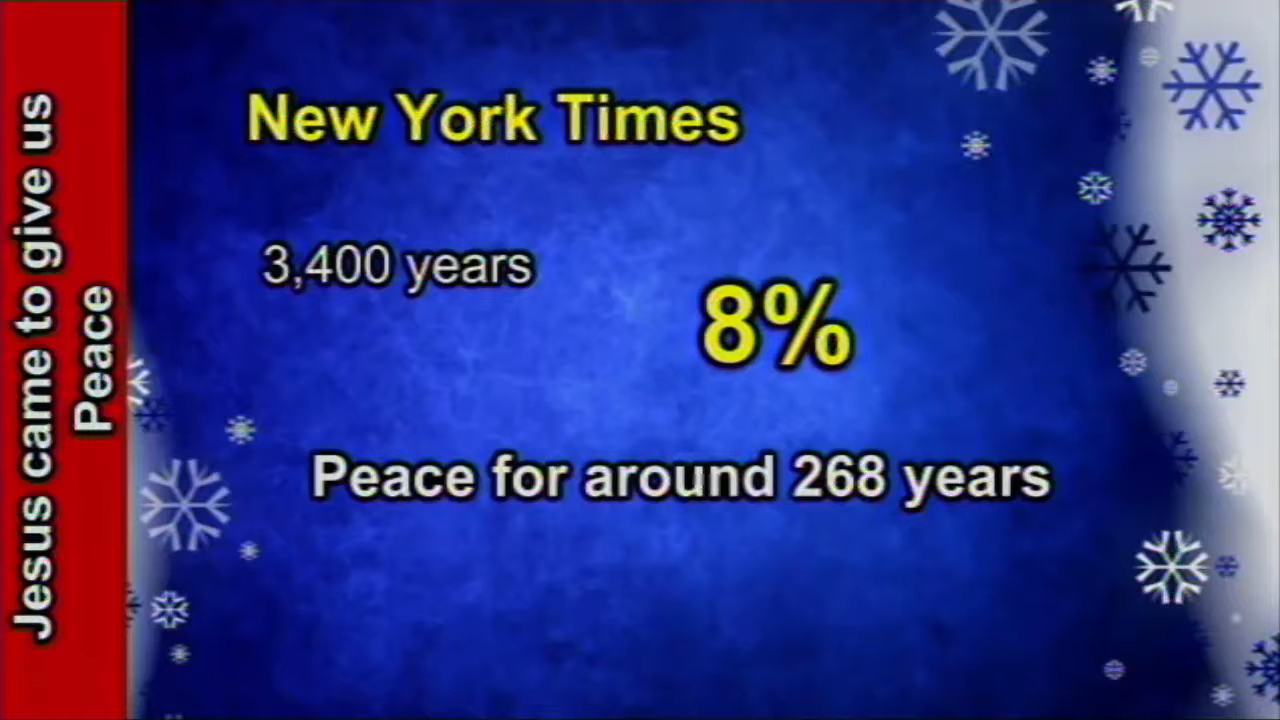 Jesus came to give us
Peace
New York Times
3,400 years
8%
Peace for around 268 years